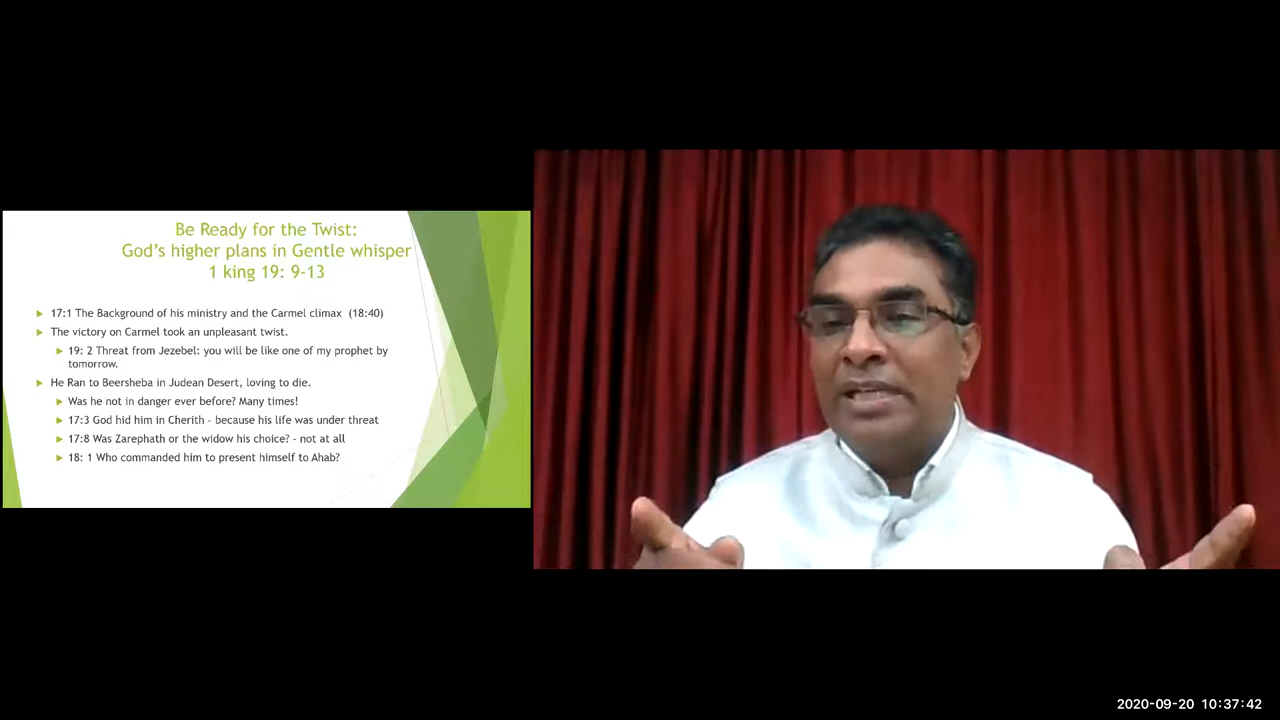 Be Ready for the Twist:
God's higher plans in Gentle whisper
1 king 19: 9-13
17:1 The Background of his ministry and the Carmel climax (18:40)
The victory on Carmel took an unpleasant twist.
19: 2 Threat from Jezebel: you will be like one of my prophet by
tomorrow.
He Ran to Beersheba in Judean Desert, loving to die.
Was he not in danger ever before? Many times!
17:3 God hid him in Cherith – because his life was under threat
17:8 Was Zarephath or the widow his choice? - not at all
18: 1 Who commanded him to present himself to Ahab?
2020-09-20 10:37:42